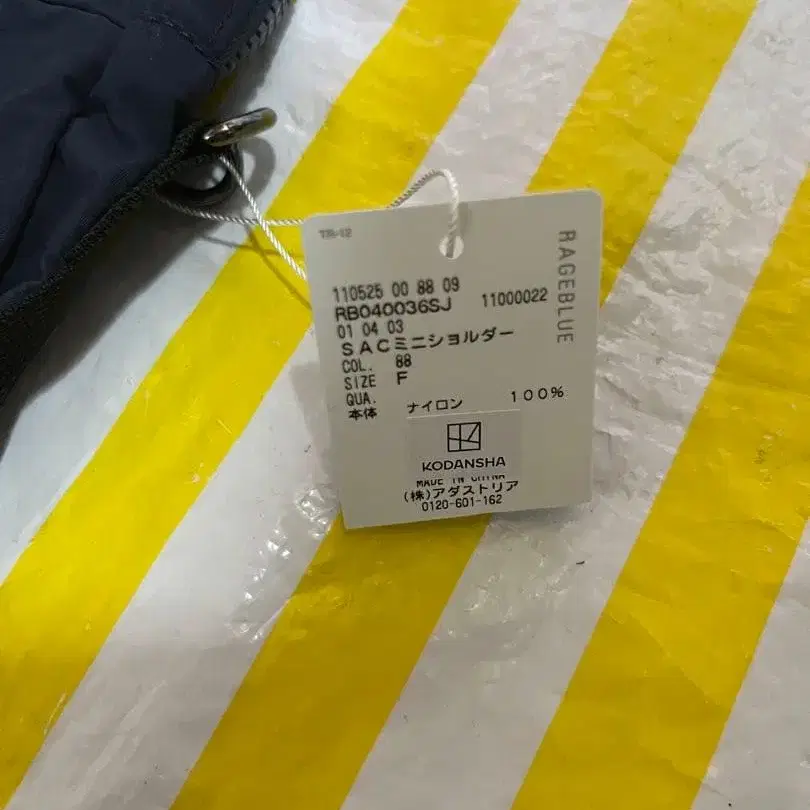 TR-12
RAGEBLUE
110525 00 88 09
RB040036SJ 11000022
01 04 03
SACミニショルダー
COL. 88
SIZE F
QUA.
本体 ナイロン 100%
KODANSHA
MADE IN CHINA
(株)アダストリア
0120-601-162